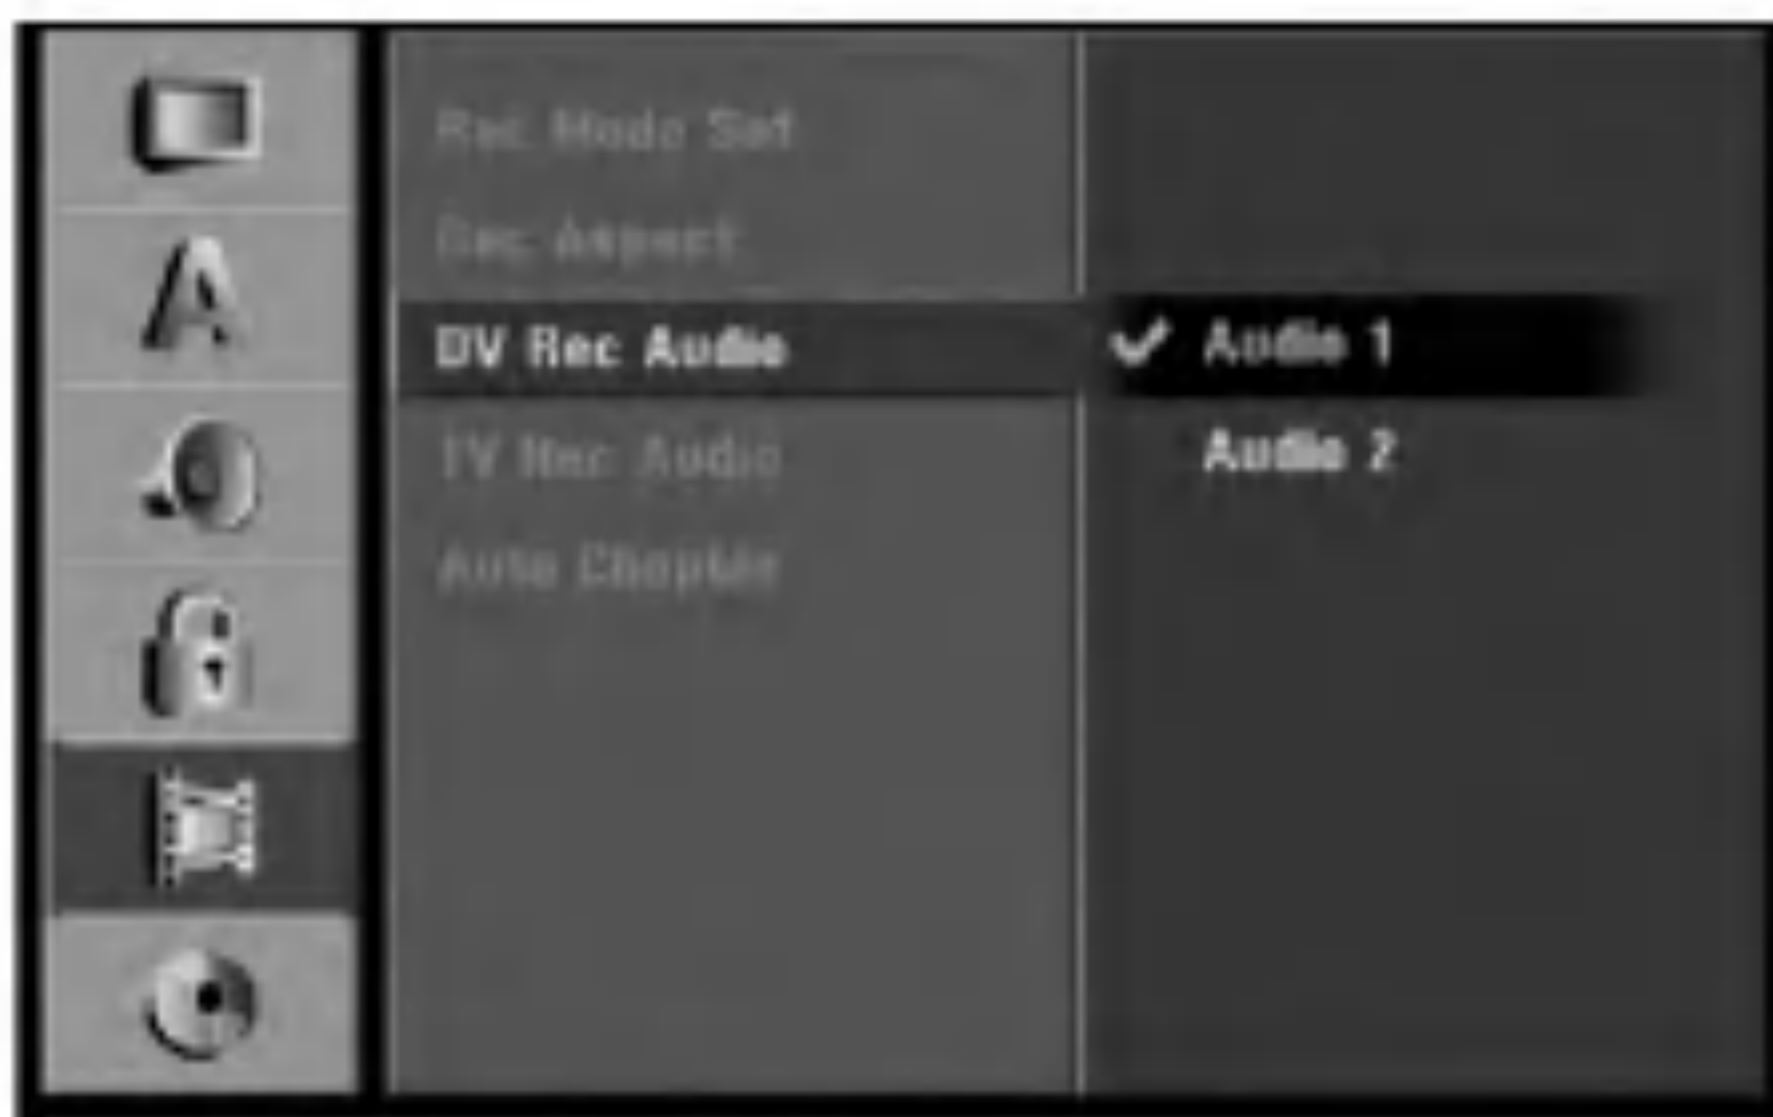 Rec Mode Set
Rec Aspect
DV Rec Audio
✔ Audio 1
Audio 2
TV Rec Audio
Auto Chapter